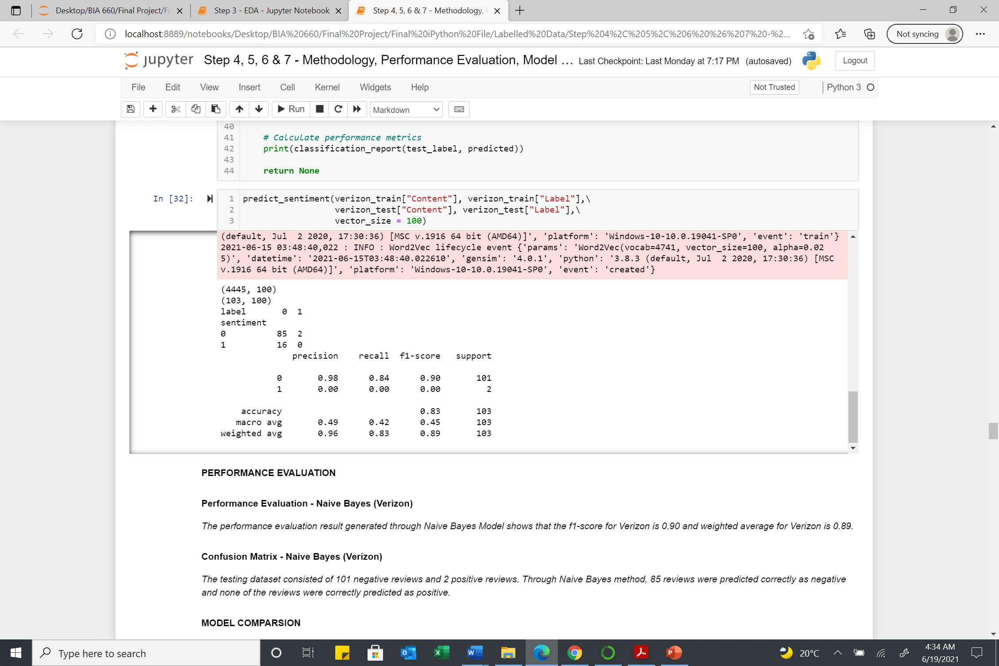 Desktop/BIA 660/Final Project/Fi
Step 3 - EDA - Jupyter Notebook
Step 4, 5, 6 & 7 - Methodology,
localhost:8889/notebooks/Desktop/BIA%20660/Final%20Project/Final%20iPython%20File/Labelled%20Data/Step%204%2C%205%2C%206%20%26%207%20-%2...
Not syncing
jupyter Step 4, 5, 6 & 7 - Methodology, Performance Evaluation, Model ... Last Checkpoint: Last Monday at 7:17 PM (autosaved)
Logout
File Edit View Insert Cell Kernel Widgets Help
Not Trusted
Python 3
Run
Markdown
40
41 # Calculate performance metrics
42 print(classification_report(test_label, predicted))
43
44 return None
In [32]:
1 predict_sentiment(verizon_train["Content"], verizon_train["Label"],\
2 verizon_test["Content"], verizon_test["Label"],\
3 vector_size = 100)
(default, Jul  2 2020, 17:30:36) [MSC v.1916 64 bit (AMD64)]', 'platform': 'Windows-10-10.0.19041-SP0', 'event': 'train'}
2021-06-15 03:48:40,022 : INFO : Word2Vec lifecycle event {'params': 'Word2Vec(vocab=4741, vector_size=100, alpha=0.02
5)', 'datetime': '2021-06-15T03:48:40.022610', 'gensim': '4.0.1', 'python': '3.8.3 (default, Jul  2 2020, 17:30:36) [MSC
v.1916 64 bit (AMD64)]', 'platform': 'Windows-10-10.0.19041-SP0', 'event': 'created'}
(4445, 100)
(103, 100)
label 0 1
sentiment
0 85 2
1 16 0
precision recall f1-score support
0 0.98 0.84 0.90 101
1 0.00 0.00 0.00 2
accuracy 0.83 103
macro avg 0.49 0.42 0.45 103
weighted avg 0.96 0.83 0.89 103
PERFORMANCE EVALUATION
Performance Evaluation - Naive Bayes (Verizon)
The performance evaluation result generated through Naive Bayes Model shows that the f1-score for Verizon is 0.90 and weighted average for Verizon is 0.89.
Confusion Matrix - Naive Bayes (Verizon)
The testing dataset consisted of 101 negative reviews and 2 positive reviews. Through Naive Bayes method, 85 reviews were predicted correctly as negative
and none of the reviews were correctly predicted as positive.
MODEL COMPARSION
Type here to search
20°C
4:34 AM
6/19/2021